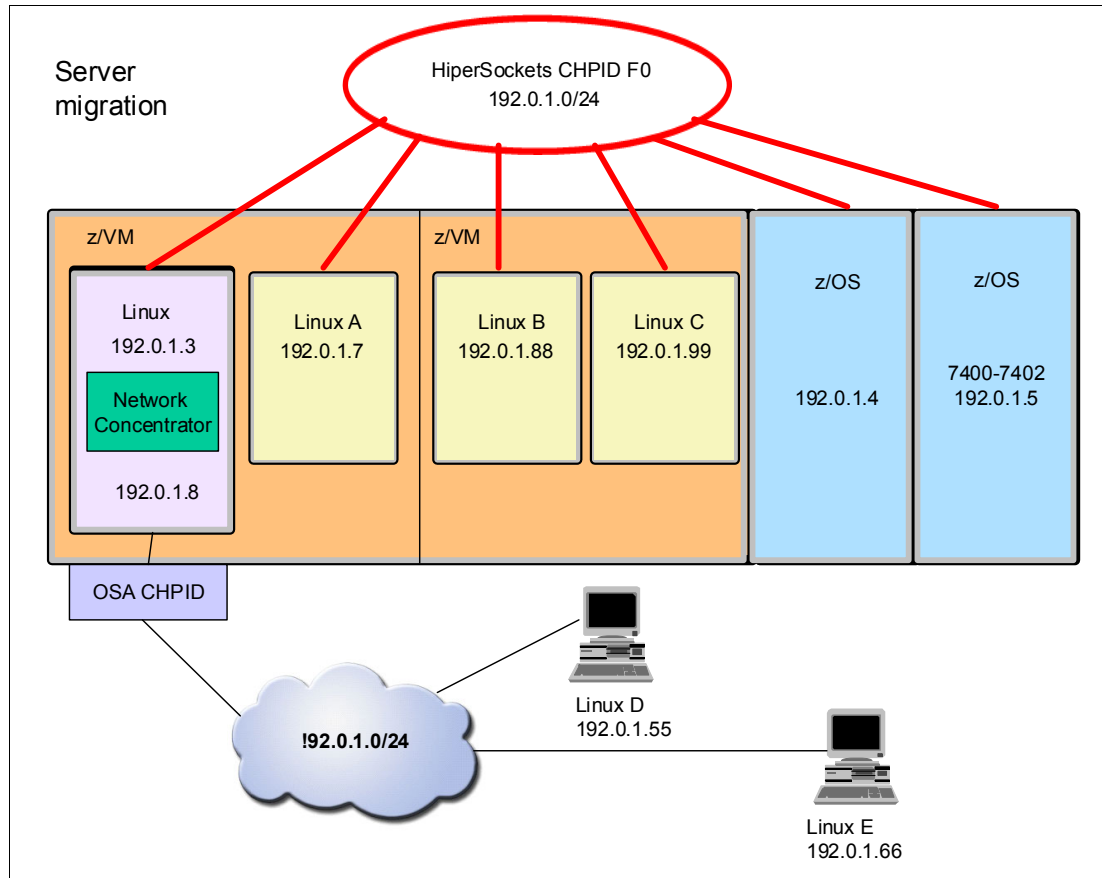 Server
migration
HiperSockets CHPID F0
192.0.1.0/24
z/VM
Linux
192.0.1.3
Network
Concentrator
192.0.1.8
Linux A
192.0.1.7
z/VM
Linux B
192.0.1.88
Linux C
192.0.1.99
z/OS
192.0.1.4
z/OS
7400-7402
192.0.1.5
OSA CHPID
!92.0.1.0/24
Linux D
192.0.1.55
Linux E
192.0.1.66